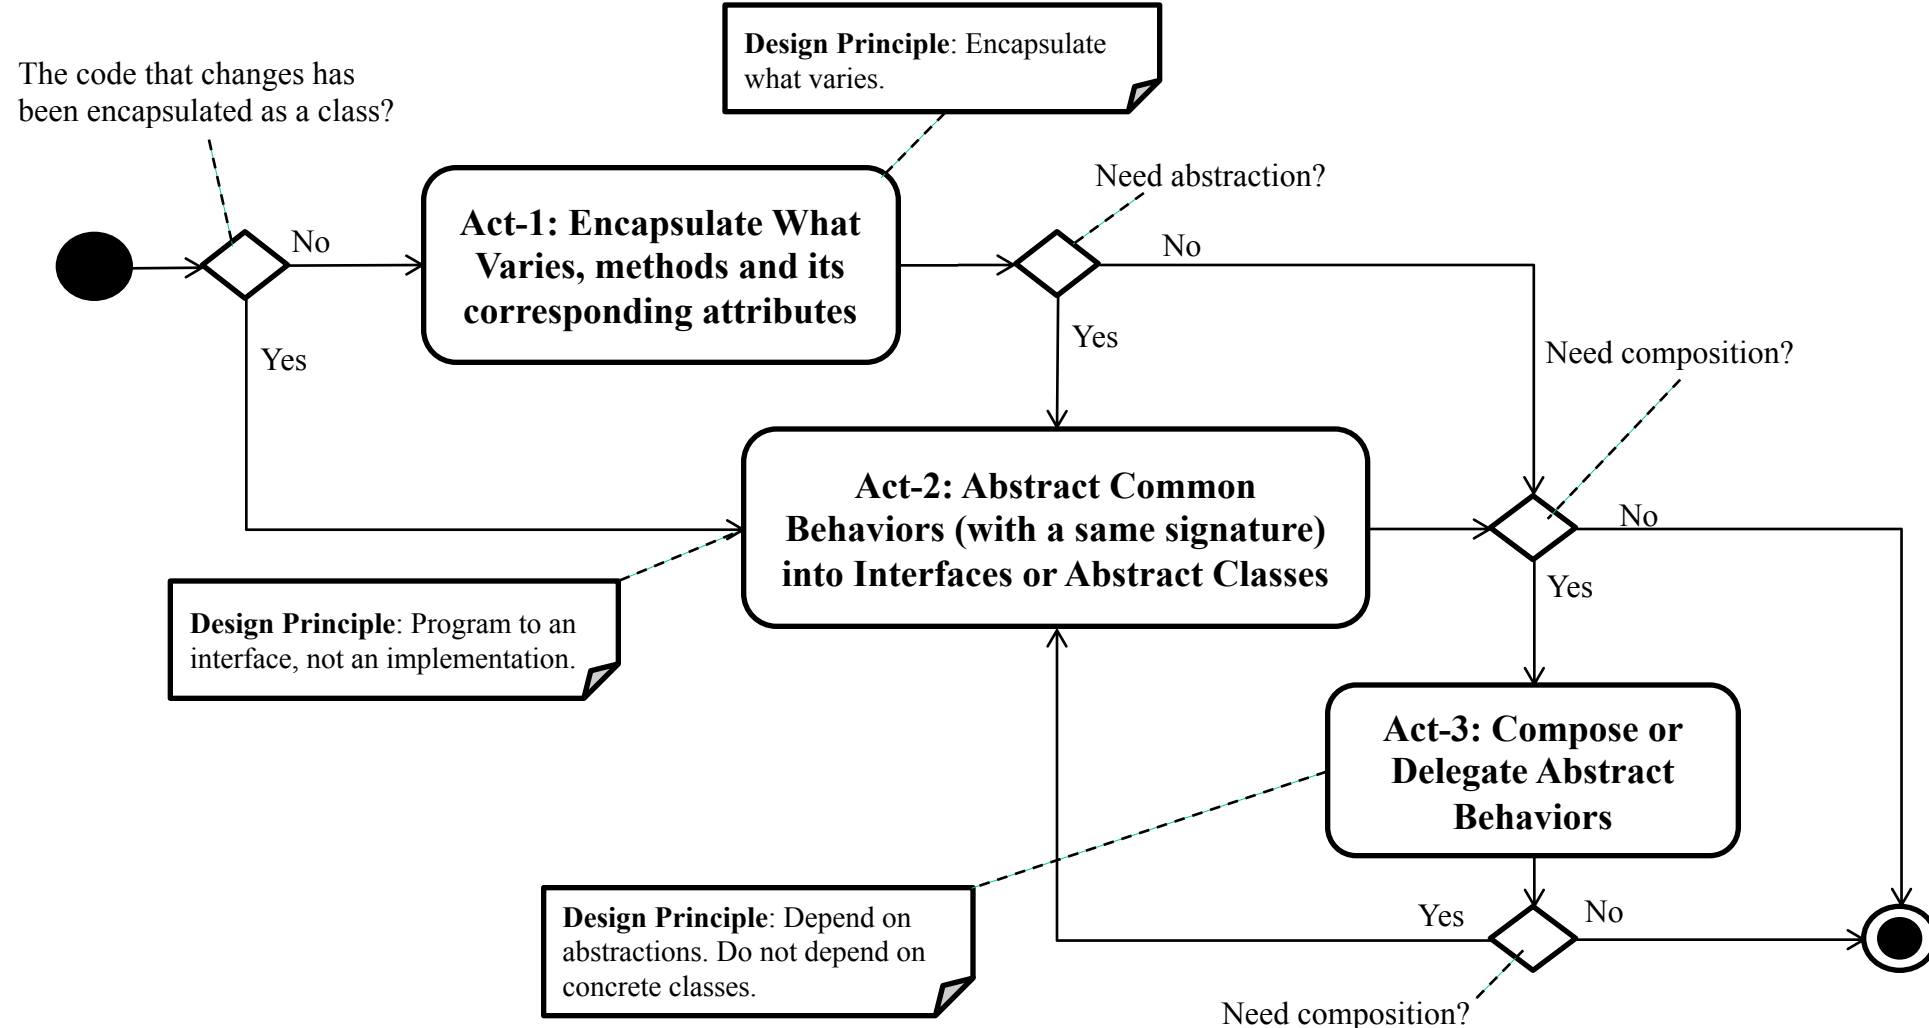 Design Principle: Encapsulate
what varies.
The code that changes has
been encapsulated as a class?
Need abstraction?
No
Act-1: Encapsulate What
Varies, methods and its
corresponding attributes
No
Yes
Yes
Need composition?
Act-2: Abstract Common
Behaviors (with a same signature)
into Interfaces or Abstract Classes
No
Yes
Design Principle: Program to an
interface, not an implementation.
Act-3: Compose or
Delegate Abstract
Behaviors
Design Principle: Depend on
abstractions. Do not depend on
concrete classes.
Yes
No
Need composition?